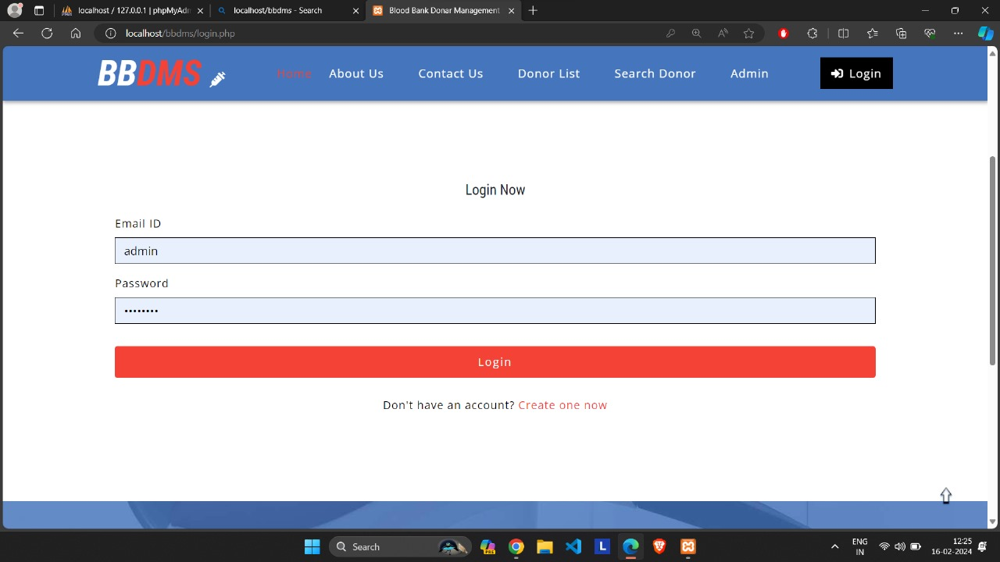 localhost / 127.0.0.1 | phpMyAdm
localhost/bbdms - Search
Blood Bank Donar Management
localhost/bbdms/login.php
BBDMS
Home
About Us
Contact Us
Donor List
Search Donor
Admin
Login
Login Now
Email ID
admin
Password
••••••••
Login
Don't have an account? Create one now
Search
PRE
L
ENG
IN
12:25
16-02-2024